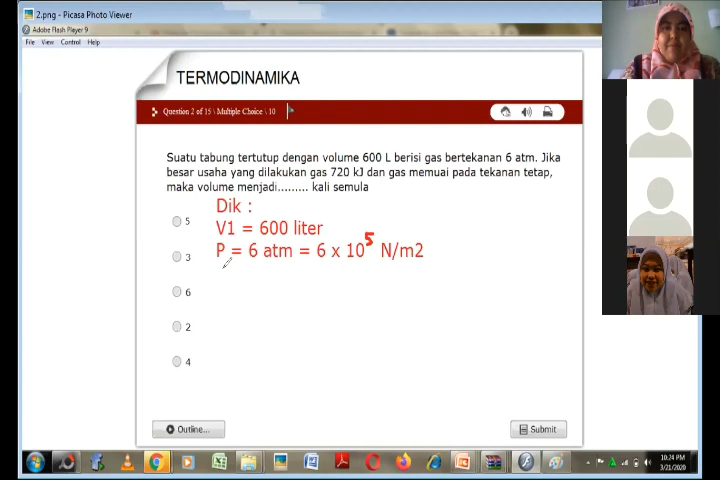 2.png - Picasa Photo Viewer
Adobe Flash Player 9
File View Control Help
TERMODINAMIKA
Question 2 of 15 \ Multiple Choice \ 10
Suatu tabung tertutup dengan volume 600 L berisi gas bertekanan 6 atm. Jika
besar usaha yang dilakukan gas 720 kJ dan gas memuai pada tekanan tetap,
maka volume menjadi......... kali semula
Dik :
5
V1 = 600 liter
P = 6 atm = 6 x 10⁵ N/m2
3
6
2
4
Outline...
Submit
10:24 PM
3/21/2020